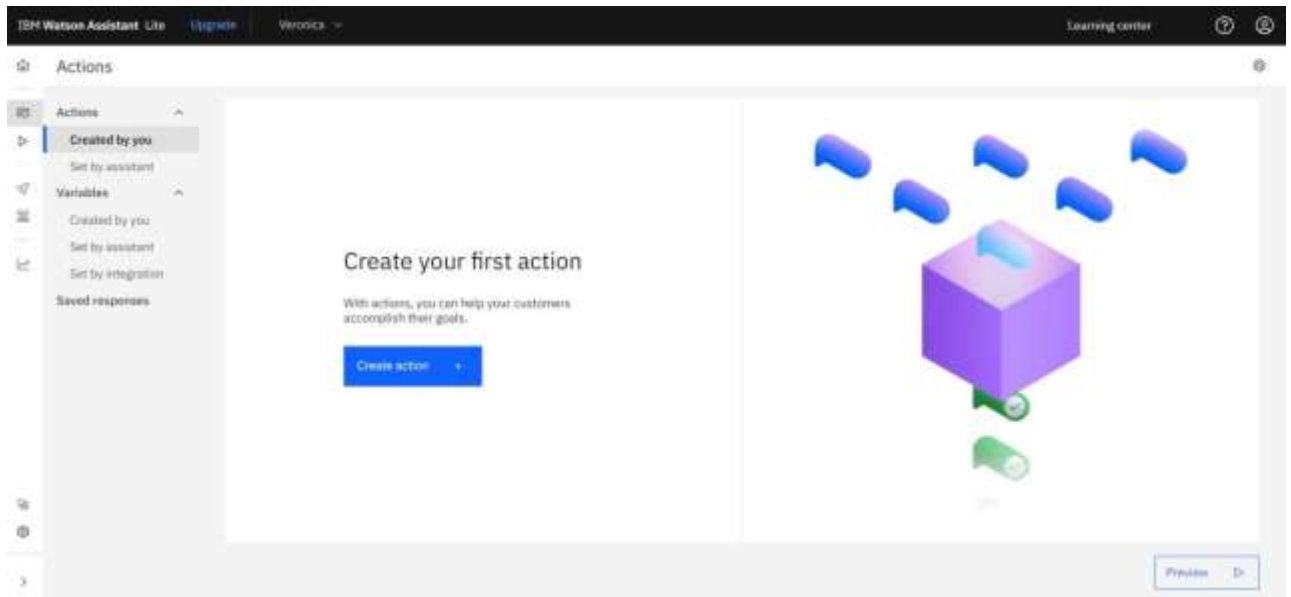 IBM Watson Assistant Lite Upgrade Veronica Learning center
Actions
Actions
Created by you
Set by assistant
Variables
Created by you
Set by assistant
Set by integration
Saved responses
Create your first action
With actions, you can help your customers
accomplish their goals.
Create action +
Preview